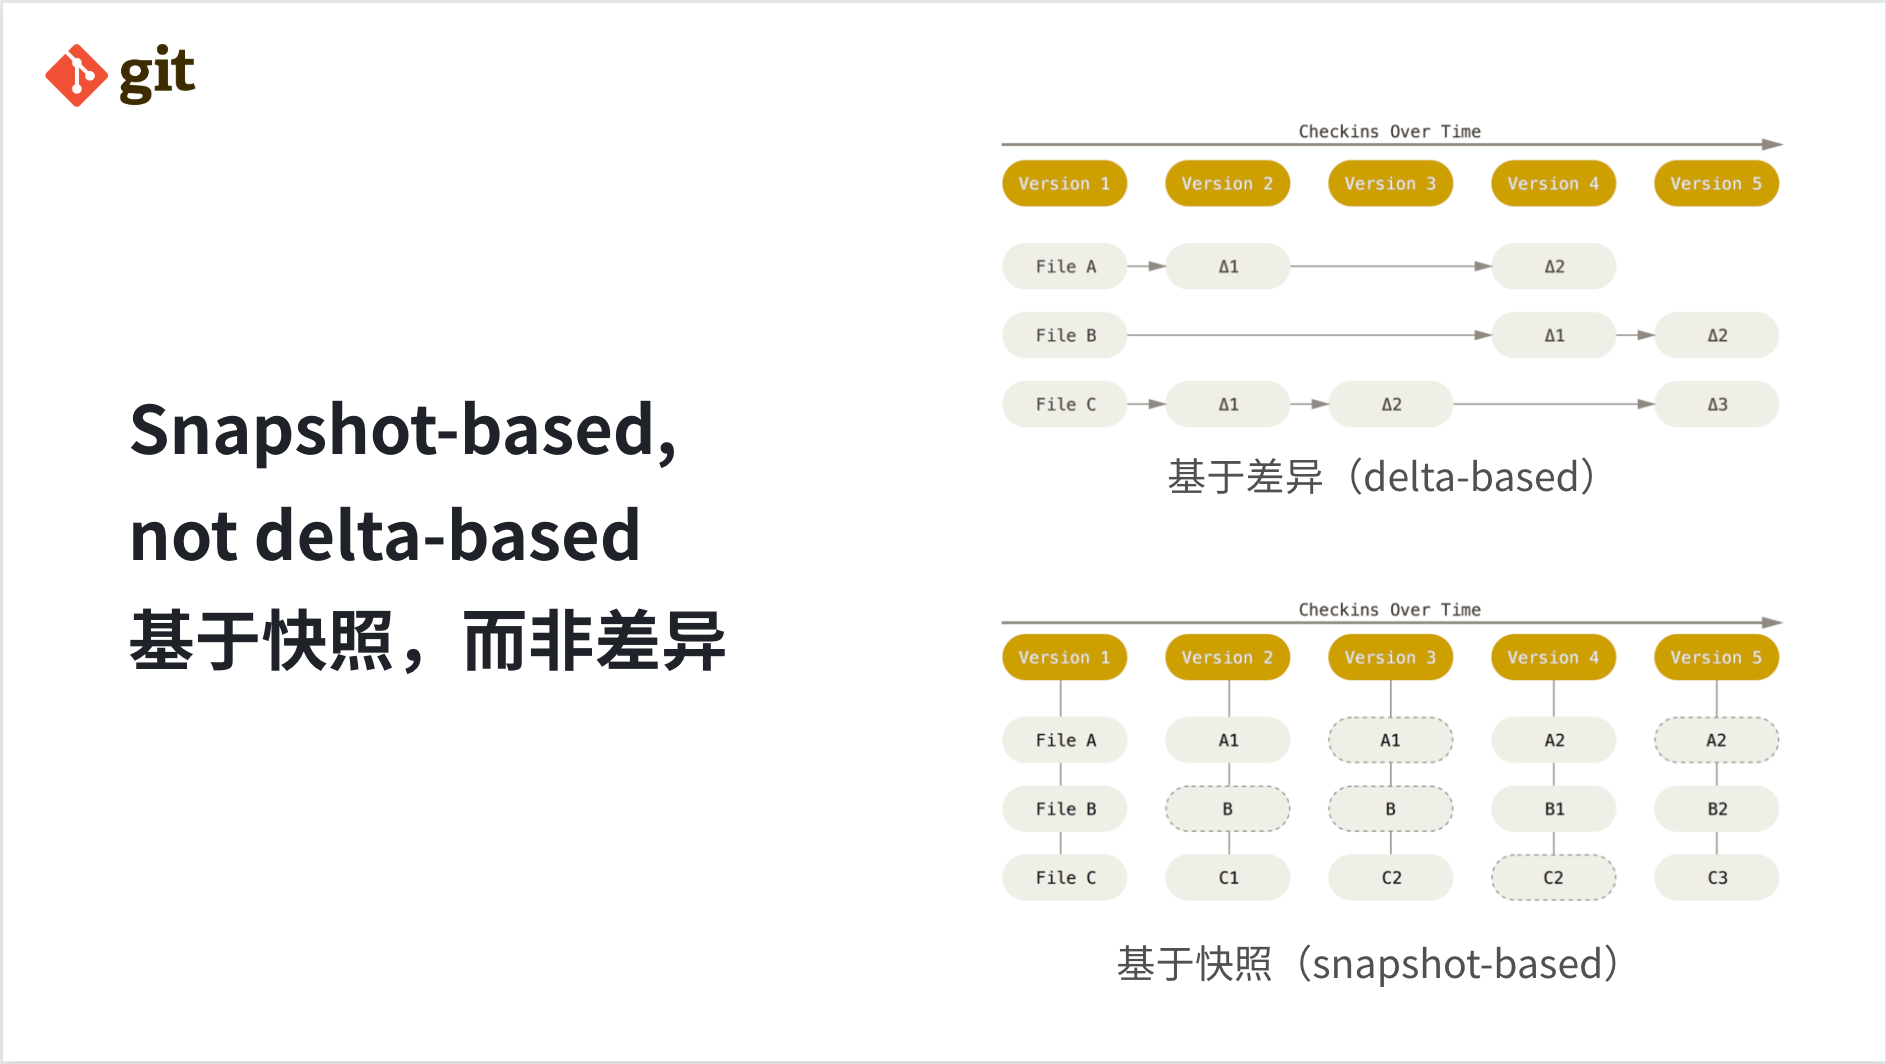 git
Snapshot-based,
not delta-based
基于快照，而非差异
Checkins Over Time
Version 1 Version 2 Version 3 Version 4 Version 5
File A Δ1 Δ2
File B Δ1 Δ2
File C Δ1 Δ2 Δ3
基于差异（delta-based）
Checkins Over Time
Version 1 Version 2 Version 3 Version 4 Version 5
File A A1 A1 A2 A2
File B B B B1 B2
File C C1 C2 C2 C3
基于快照（snapshot-based）